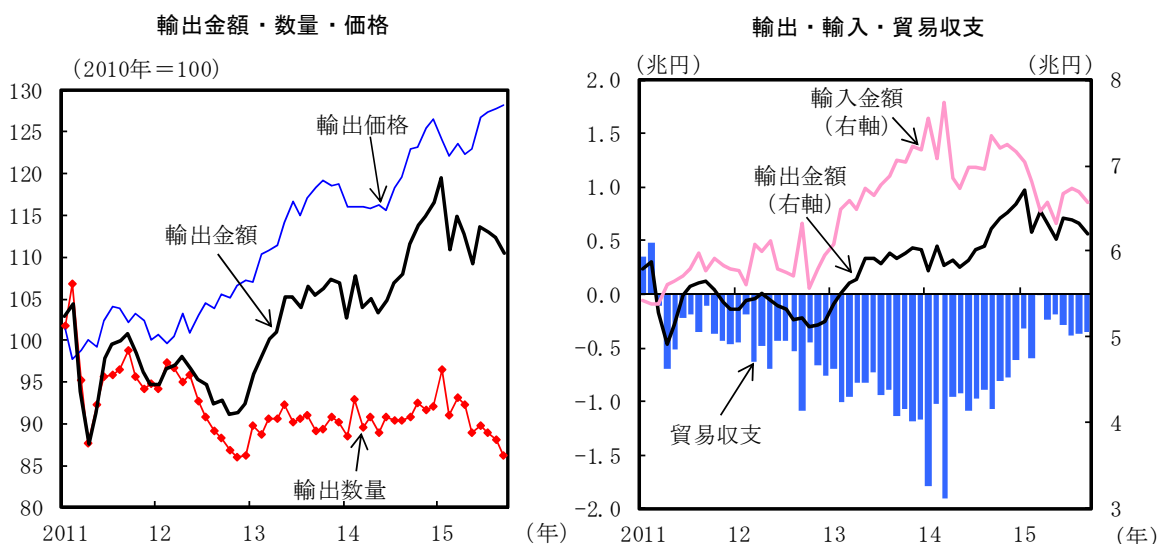 輸出金額・数量・価格
(2010年＝100)
130
125
120
115
110
105
100
95
90
85
80
輸出価格
輸出金額
輸出数量
2011
12
13
14
15
(年)
輸出・輸入・貿易収支
(兆円)
(兆円)
2.0
1.5
1.0
0.5
0.0
-0.5
-1.0
-1.5
-2.0
8
7
6
5
4
3
輸入金額
(右軸)
輸出金額
(右軸)
貿易収支
2011
12
13
14
15
(年)